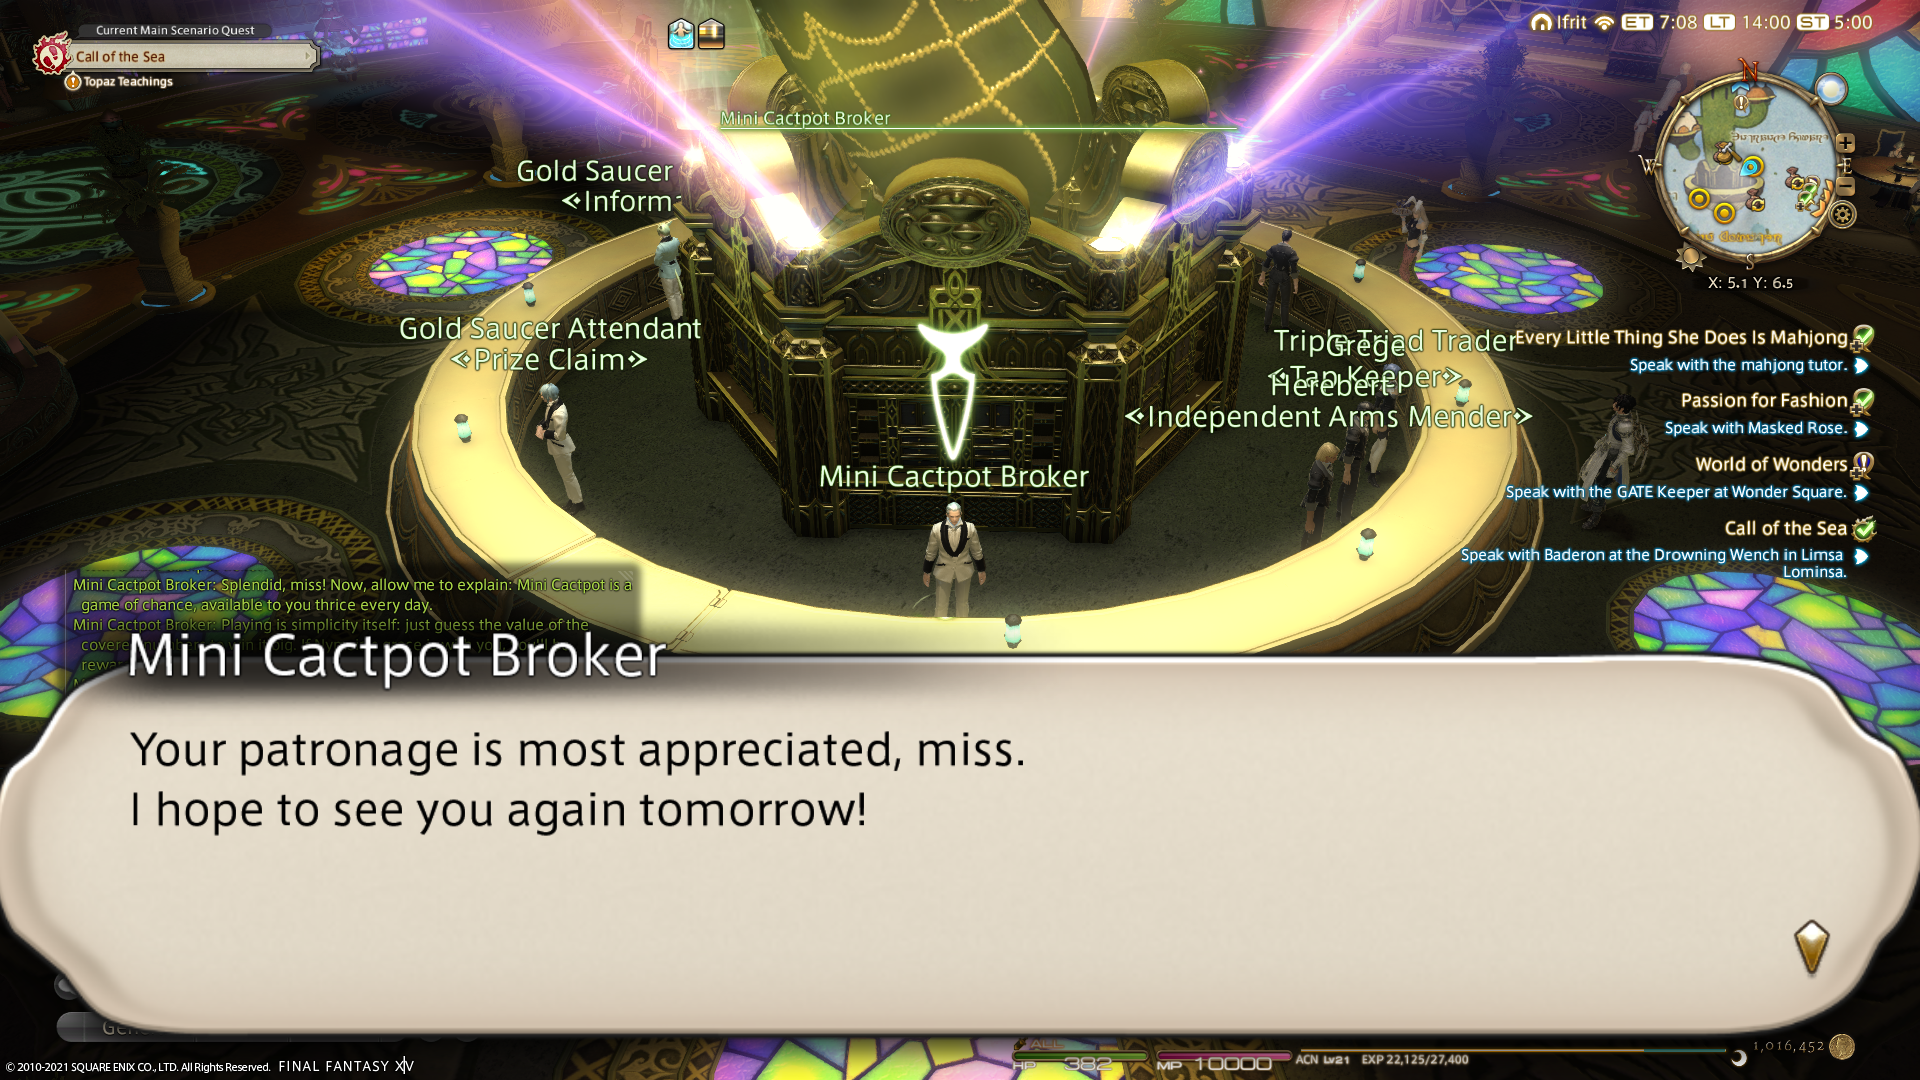 Current Main Scenario Quest
Call of the Sea
Topaz Teachings
Ifrit ET 7:08 LT 14:00 ST 5:00
N
W
E
S
X: 5.1 Y: 6.5
Mini Cactpot Broker
Gold Saucer
Inform
Gold Saucer Attendant
<Prize Claim>
Triple Triad Trader
Grege
<Tap Keeper>
Herebert
<Independent Arms Mender>
Mini Cactpot Broker
Every Little Thing She Does Is Mahjong
Speak with the mahjong tutor.
Passion for Fashion
Speak with Masked Rose.
World of Wonders
Speak with the GATE Keeper at Wonder Square.
Call of the Sea
Speak with Baderon at the Drowning Wench in Limsa
Lominsa.
Mini Cactpot Broker: Splendid, miss! Now, allow me to explain: Mini Cactpot is a
game of chance, available to you thrice every day.
Mini Cactpot Broker: Playing is simplicity itself: just guess the value of the
Mini Cactpot Broker
Your patronage is most appreciated, miss.
I hope to see you again tomorrow!
© 2010-2021 SQUARE ENIX CO., LTD. All Rights Reserved. FINAL FANTASY XIV
HP 382 MP 10000 ACN Lv21 EXP 22,125/27,400
1,016,452